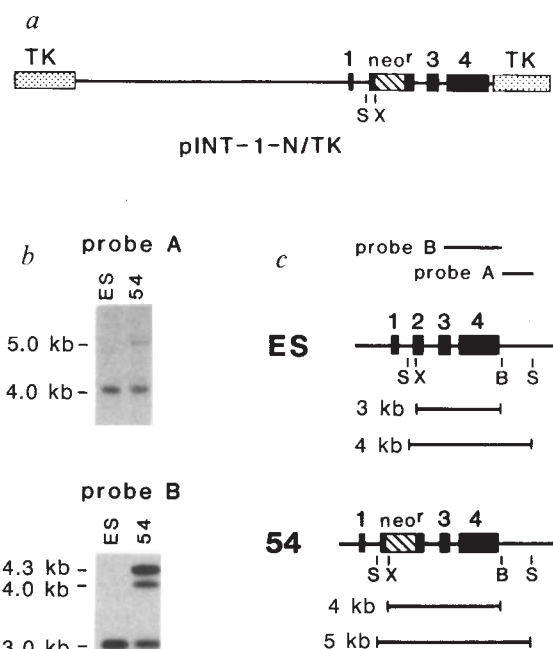 a
TK 1 neoʳ 3 4 TK
S X
pINT-1-N/TK
b probe A
ES 54
5.0 kb-
4.0 kb-
probe B
ES 54
4.3 kb-
4.0 kb-
3.0 kb-
c
probe B
probe A
ES
1 2 3 4
S X B S
3 kb
4 kb
54
1 neoʳ 3 4
S X B S
4 kb
5 kb